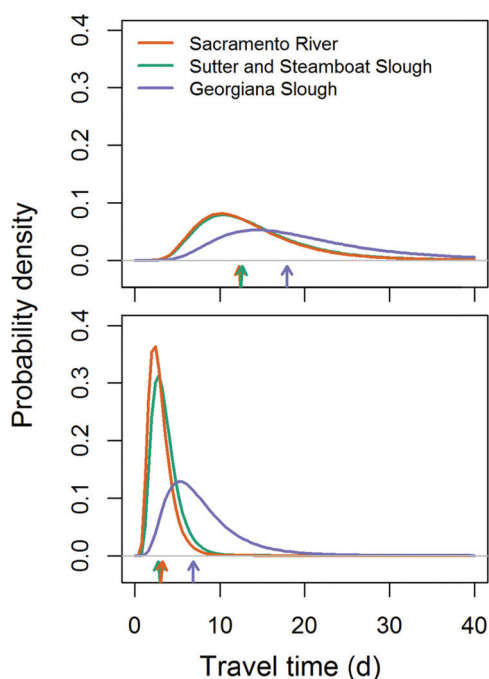 Sacramento River
Sutter and Steamboat Slough
Georgiana Slough
0.4
0.3
0.2
0.1
0.0
0.4
0.3
0.2
0.1
0.0
Probability density
0 10 20 30 40
Travel time (d)